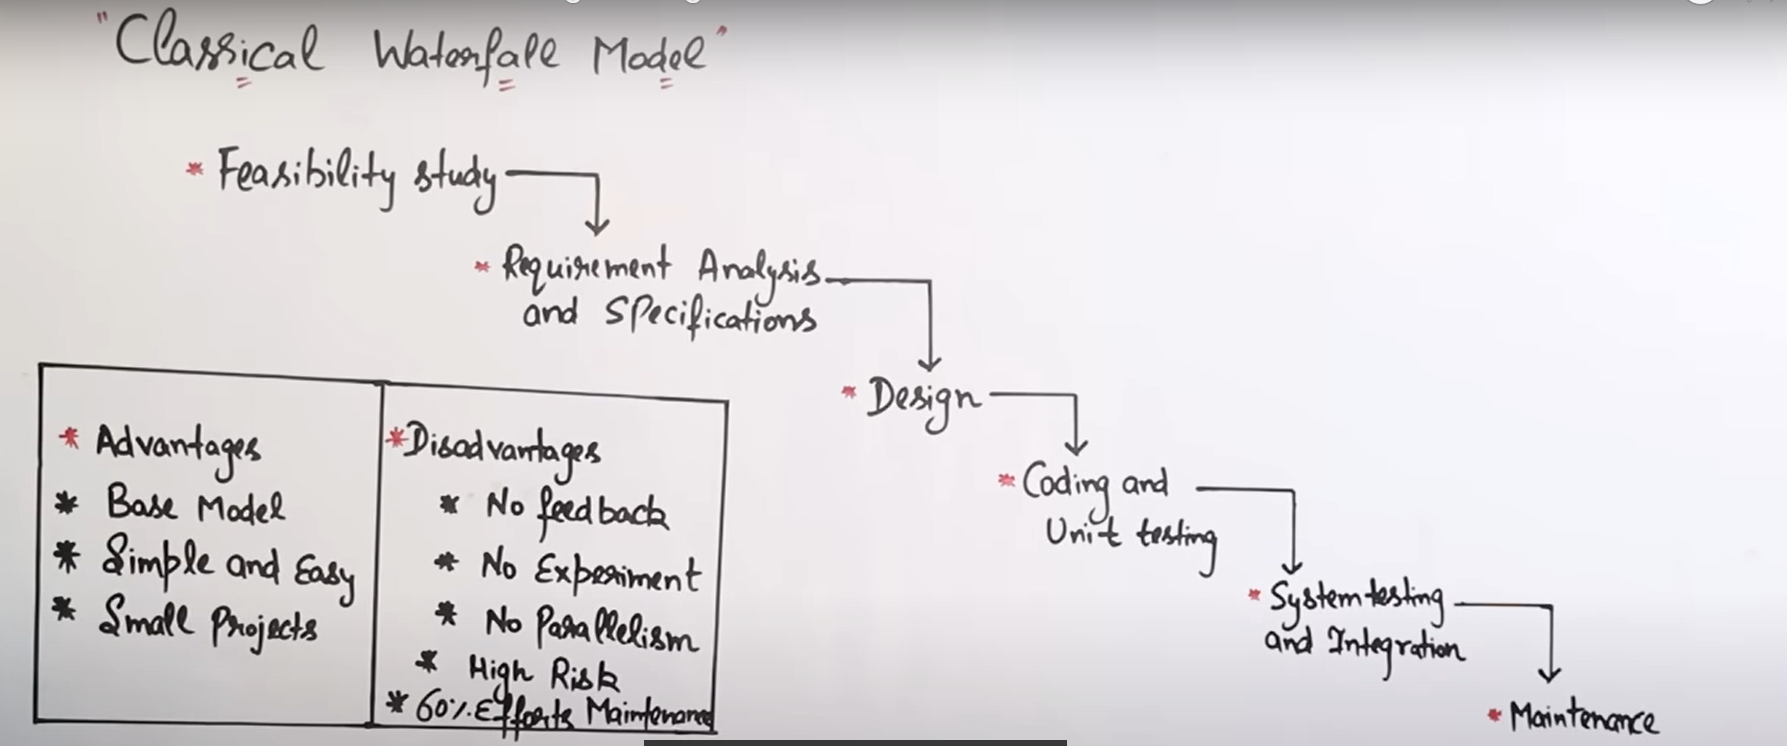 "Classical Waterfall Model"
* Feasibility study
* Requirement Analysis
and Specifications
* Design
* Coding and
Unit testing
* System testing
and Integration
* Maintenance
* Advantages
* Base Model
* Simple and Easy
* Small Projects
* Disadvantages
* No feedback
* No Experiment
* No Parallelism
* High Risk
* 60% Efforts Maintenance